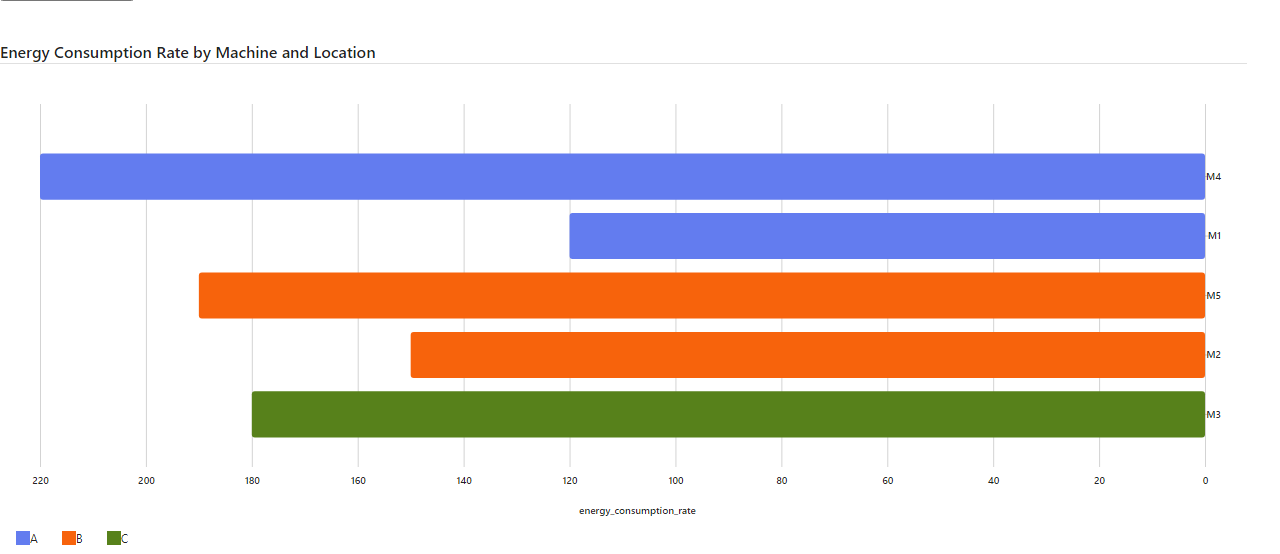 Energy Consumption Rate by Machine and Location
M4
M1
M5
M2
M3
220 200 180 160 140 120 100 80 60 40 20 0
energy_consumption_rate
A B C